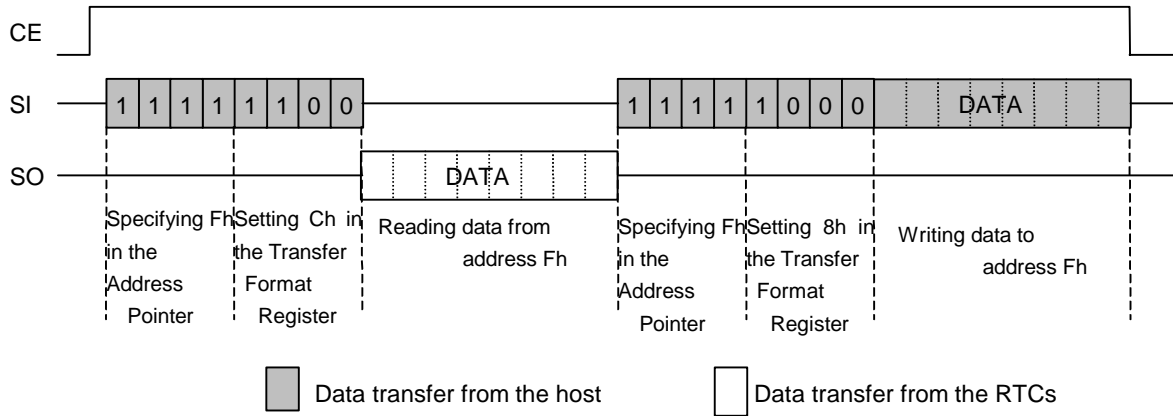 CE
SI
1 1 1 1 1 1 0 0
1 1 1 1 1 0 0 0
DATA
SO
DATA
Specifying Fh
in the
Address
Pointer
Setting Ch in
the Transfer
Format
Register
Reading data from
address Fh
Specifying Fh
in the
Address
Pointer
Setting 8h in
the Transfer
Format
Register
Writing data to
address Fh
Data transfer from the host
Data transfer from the RTCs